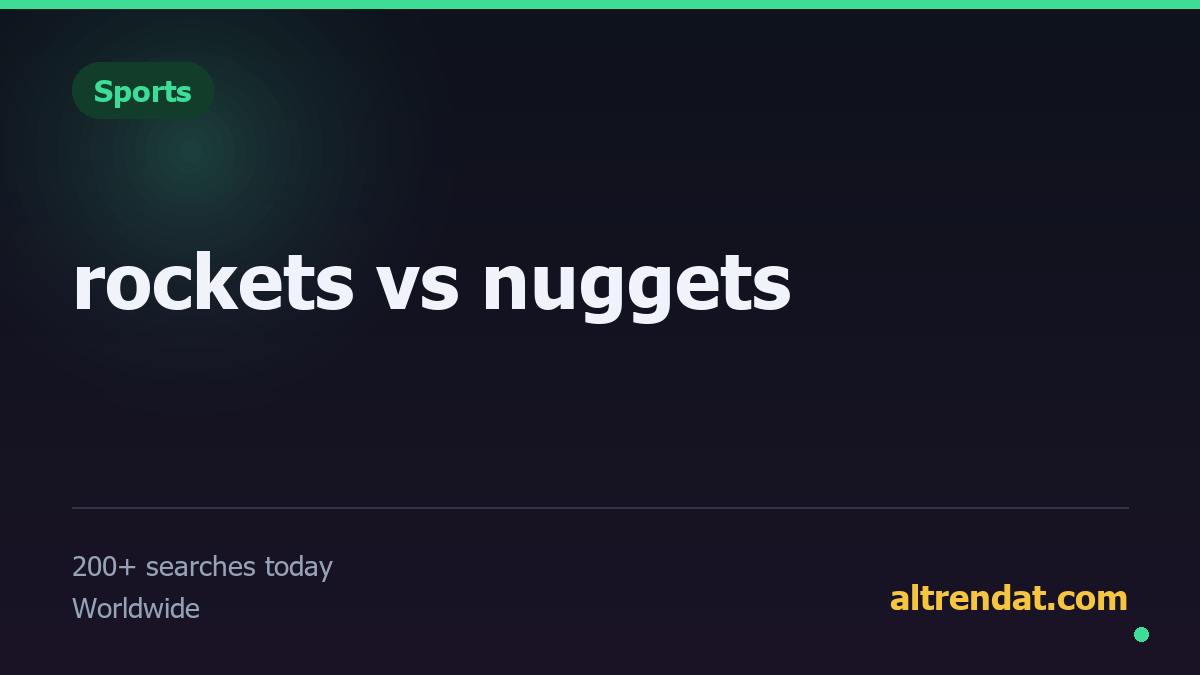 Sports
rockets vs nuggets
200+ searches today
Worldwide
altrendat.com